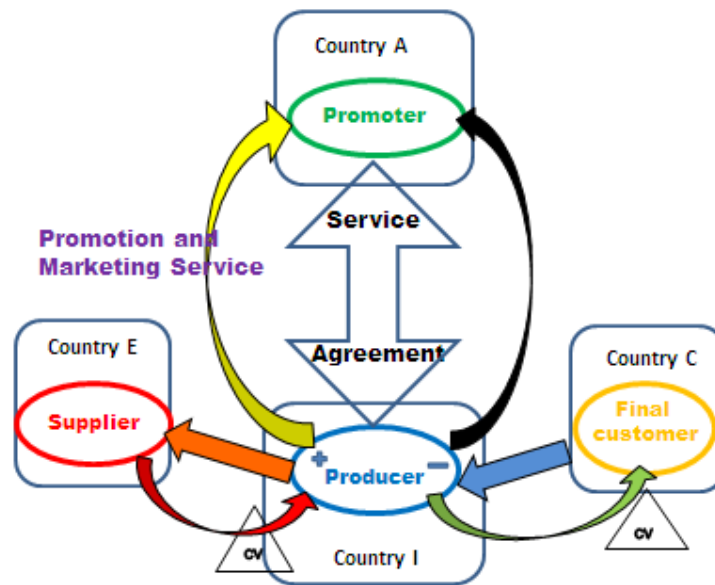 Country A
Promoter
Service
Promotion and
Marketing Service
Agreement
Country E
Country C
Supplier
Final
customer
+
Producer
−
CV
CV
Country I